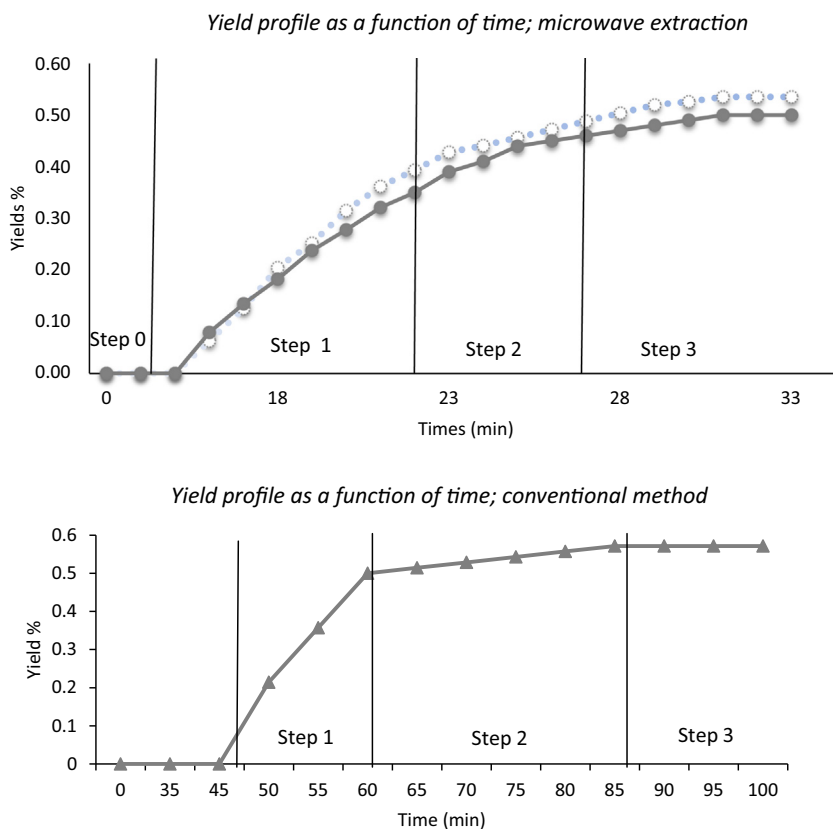 Yield profile as a function of time; microwave extraction
0.60
0.50
0.40
0.30
0.20
0.10
0.00
Yields %
Step 0
Step 1
Step 2
Step 3
0 18 23 28 33
Times (min)
Yield profile as a function of time; conventional method
0.6
0.5
0.4
0.3
0.2
0.1
0
Yield %
Step 1
Step 2
Step 3
0 35 45 50 55 60 65 70 75 80 85 90 95 100
Time (min)